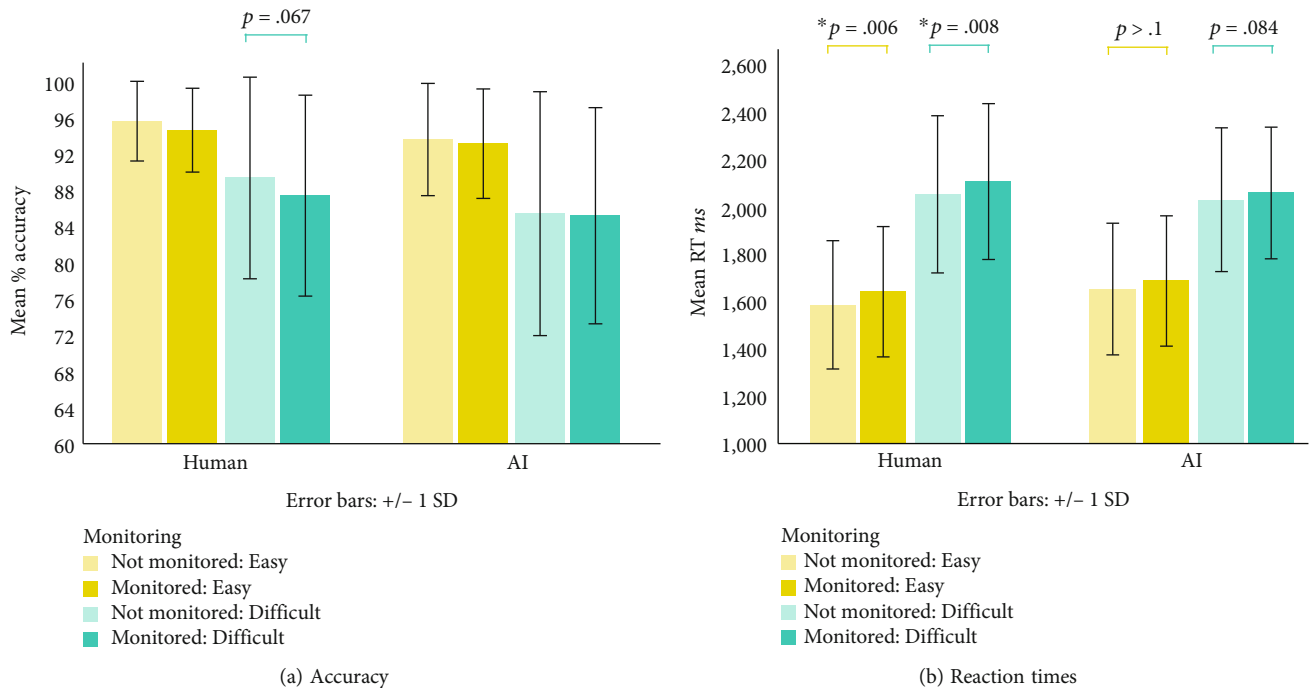 p = .067
100
96
92
88
84
80
76
72
68
64
60
Mean % accuracy
Human AI
Error bars: +/− 1 SD
Monitoring
Not monitored: Easy
Monitored: Easy
Not monitored: Difficult
Monitored: Difficult
(a) Accuracy
*p = .006 *p = .008 p > .1 p = .084
2,600
2,400
2,200
2,000
1,800
1,600
1,400
1,200
1,000
Mean RT ms
Human AI
Error bars: +/− 1 SD
Monitoring
Not monitored: Easy
Monitored: Easy
Not monitored: Difficult
Monitored: Difficult
(b) Reaction times